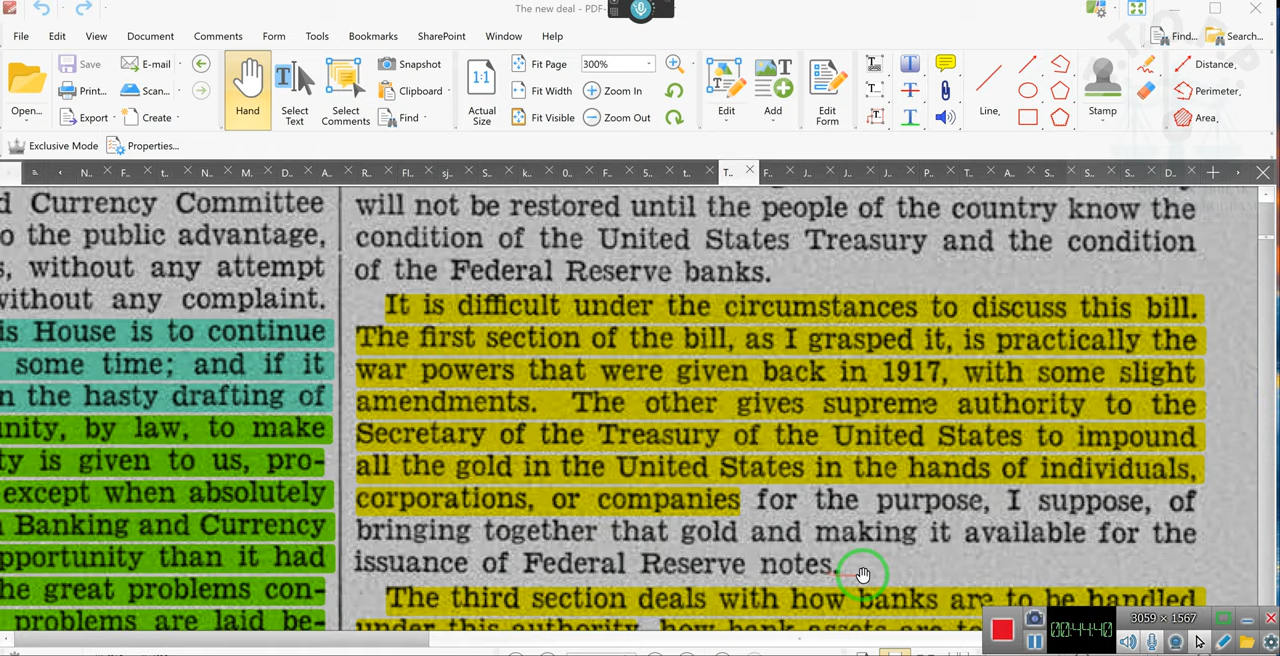 The new deal - PDF-
File Edit View Document Comments Form Tools Bookmarks SharePoint Window Help
Find... Search...
Open... Save E-mail Print... Scan... Export Create
Hand Select Text Select Comments Snapshot Clipboard Find
Actual Size Fit Page Fit Width Fit Visible 300% Zoom In Zoom Out
Edit Add Edit Form Line, Stamp Distance, Perimeter, Area,
Exclusive Mode Properties...
N.. F.. t.. N.. M. D.. A.. R.. Fl.. sj.. S.. k.. 0.. F.. 5.. t.. T.. F.. J.. J.. J.. P.. T.. A.. S.. S.. S.. D..
d Currency Committee
o the public advantage,
s, without any attempt
without any complaint.
is House is to continue
some time; and if it
n the hasty drafting of
unity, by law, to make
ty is given to us, pro-
except when absolutely
Banking and Currency
pportunity than it had
he great problems con-
problems are laid be-
will not be restored until the people of the country know the
condition of the United States Treasury and the condition
of the Federal Reserve banks.
It is difficult under the circumstances to discuss this bill.
The first section of the bill, as I grasped it, is practically the
war powers that were given back in 1917, with some slight
amendments. The other gives supreme authority to the
Secretary of the Treasury of the United States to impound
all the gold in the United States in the hands of individuals,
corporations, or companies for the purpose, I suppose, of
bringing together that gold and making it available for the
issuance of Federal Reserve notes.
The third section deals with how banks are to be handled
under this authority, how bank assets are to
3059 × 1567
00:44:40